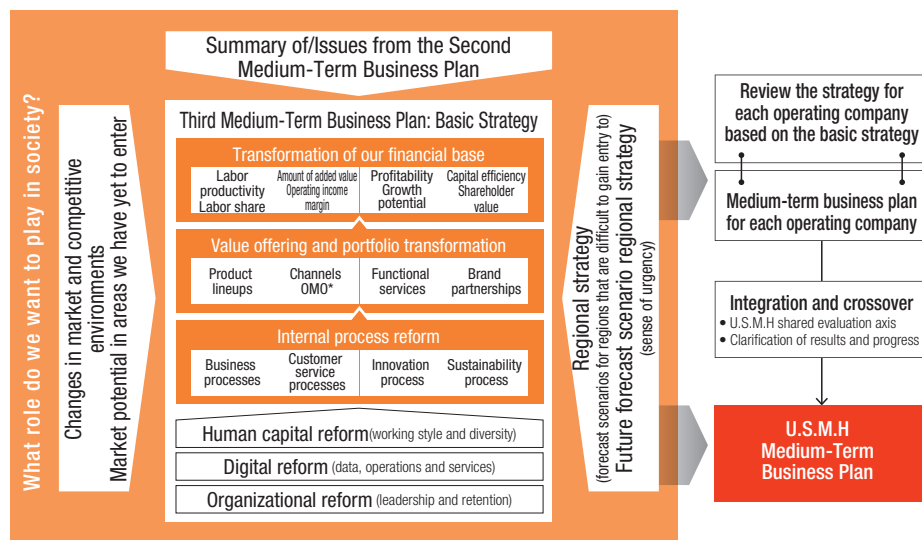 What role do we want to play in society?
Summary of/Issues from the Second
Medium-Term Business Plan
Changes in market and competitive
environments
Market potential in areas we have yet to enter
Third Medium-Term Business Plan: Basic Strategy
Transformation of our financial base
Labor
productivity
Labor share
Amount of added value
Operating income
margin
Profitability
Growth
potential
Capital efficiency
Shareholder
value
Value offering and portfolio transformation
Product
lineups
Channels
OMO*
Functional
services
Brand
partnerships
Internal process reform
Business
processes
Customer
service
processes
Innovation
process
Sustainability
process
Human capital reform (working style and diversity)
Digital reform (data, operations and services)
Organizational reform (leadership and retention)
Regional strategy
(forecast scenarios for regions that are difficult to gain entry to)
Future forecast scenario regional strategy
(sense of urgency)
Review the strategy for
each operating company
based on the basic strategy
Medium-term business plan
for each operating company
Integration and crossover
• U.S.M.H shared evaluation axis
• Clarification of results and progress
U.S.M.H
Medium-Term
Business Plan